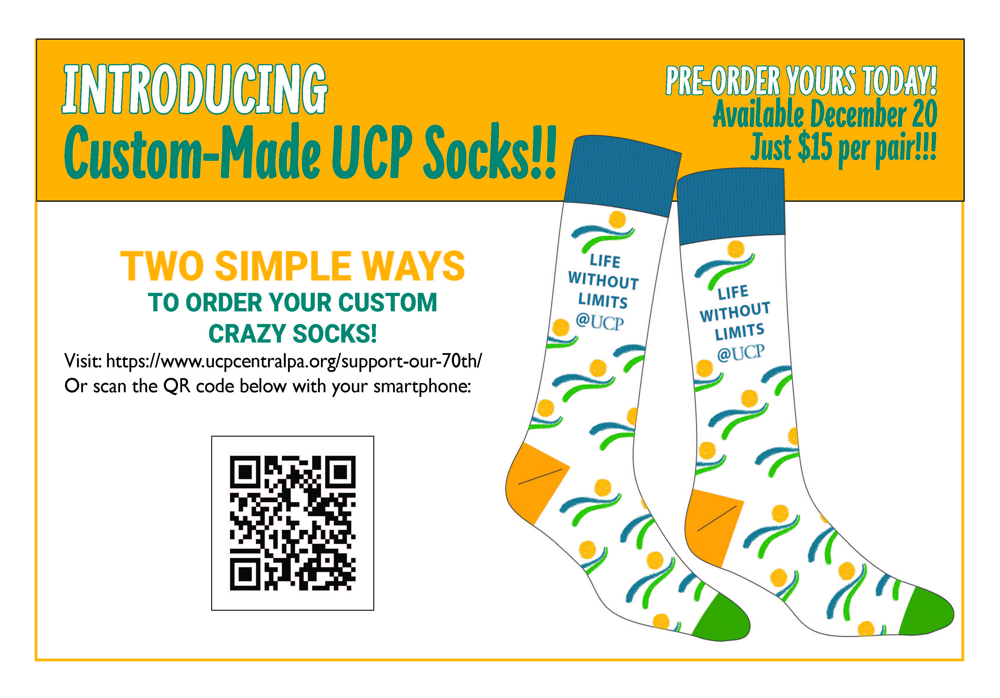 INTRODUCING
Custom-Made UCP Socks!!
PRE-ORDER YOURS TODAY!
Available December 20
Just $15 per pair!!!
TWO SIMPLE WAYS
TO ORDER YOUR CUSTOM
CRAZY SOCKS!
Visit: https://www.ucpcentralpa.org/support-our-70th/
Or scan the QR code below with your smartphone:
LIFE
WITHOUT
LIMITS
@UCP
LIFE
WITHOUT
LIMITS
@UCP